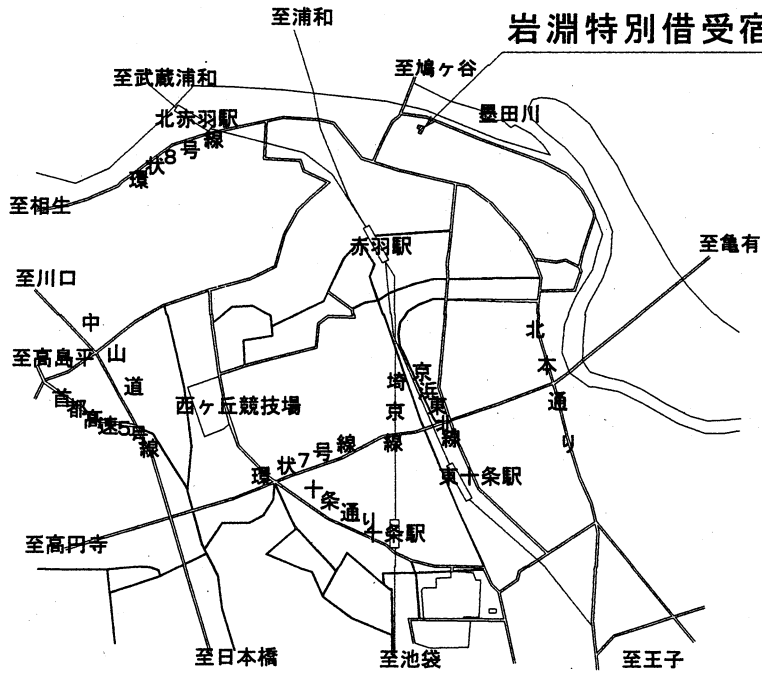 至浦和
岩淵特別借受宿
至武蔵浦和
至鳩ヶ谷
北赤羽駅
墨田川
環状8号線
至相生
赤羽駅
至亀有
至川口
中山道
北本通り
至高島平
京浜東北線
埼京線
首都高速5号線
西ヶ丘競技場
環状7号線
東十条駅
十条通り
十条駅
至高円寺
至日本橋
至池袋
至王子